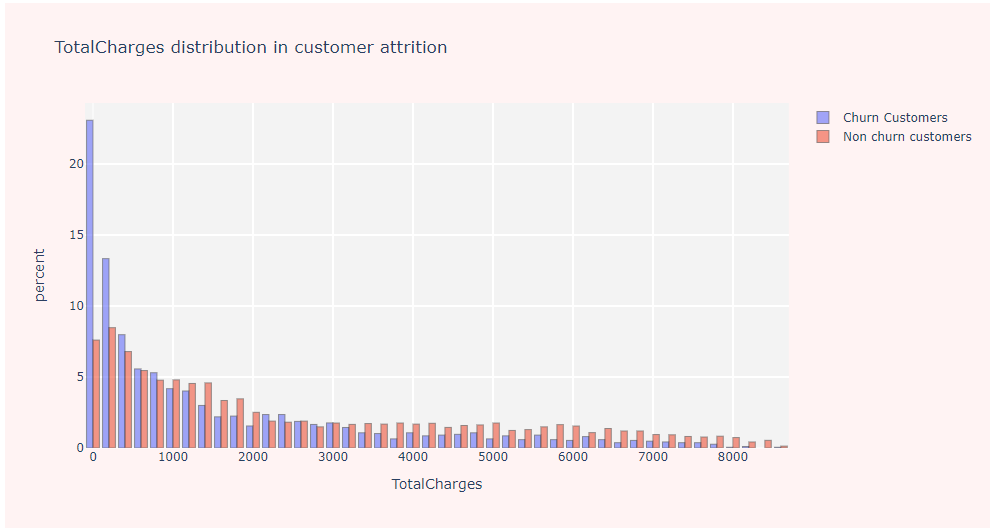 TotalCharges distribution in customer attrition
Churn Customers
Non churn customers
percent
20
15
10
5
0
0 1000 2000 3000 4000 5000 6000 7000 8000
TotalCharges